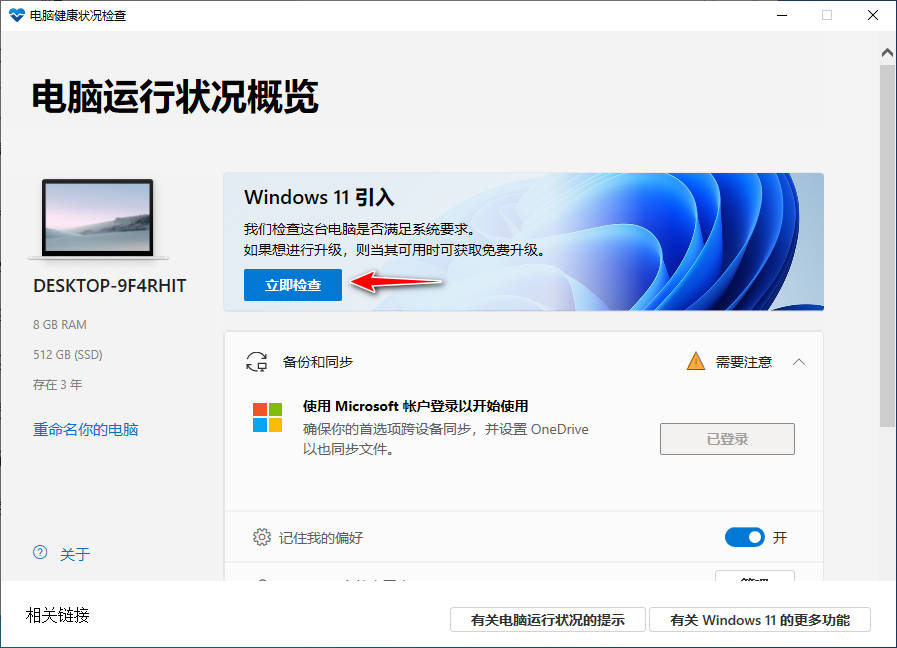 电脑健康状况检查
电脑运行状况概览
Windows 11 引入
我们检查这台电脑是否满足系统要求。
如果想进行升级，则当其可用时可获取免费升级。
立即检查
DESKTOP-9F4RHIT
8 GB RAM
512 GB (SSD)
存在 3 年
重命名你的电脑
备份和同步
需要注意
使用 Microsoft 帐户登录以开始使用
确保你的首选项跨设备同步，并设置 OneDrive
以也同步文件。
已登录
记住我的偏好
开
关于
相关链接
有关电脑运行状况的提示
有关 Windows 11 的更多功能